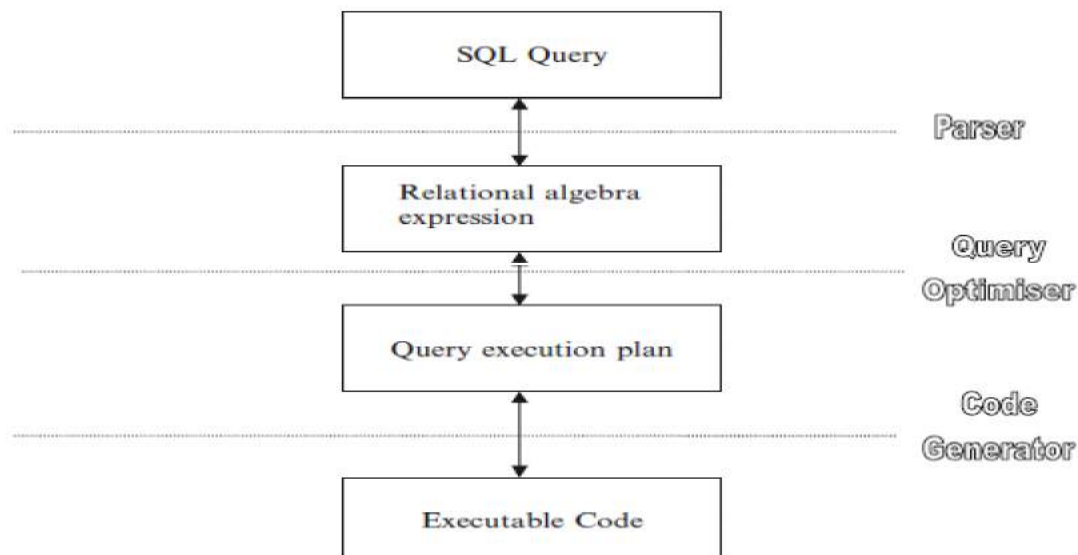 SQL Query
Parser
Relational algebra
expression
Query
Optimiser
Query execution plan
Code
Generator
Executable Code